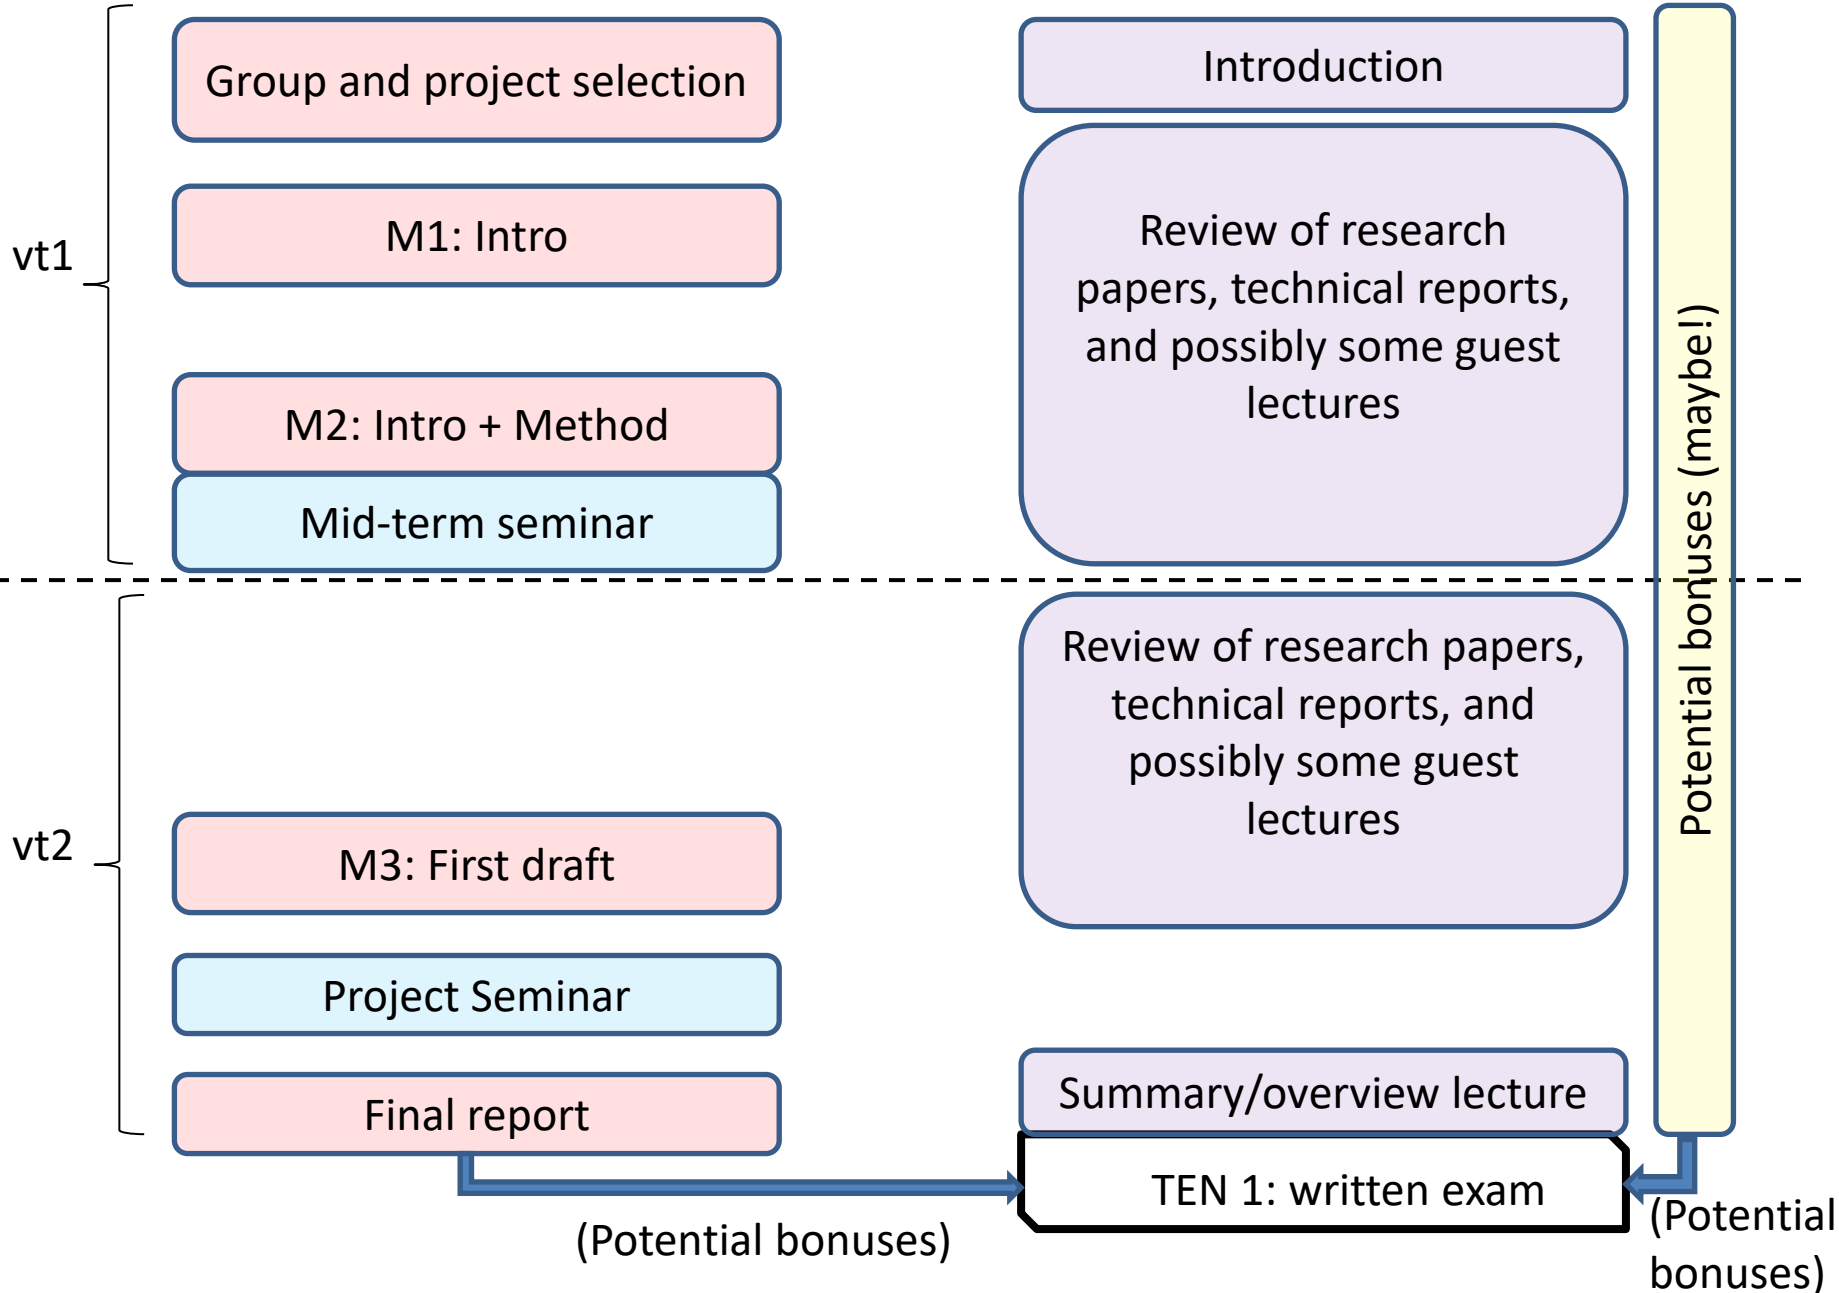 Group and project selection
Introduction
vt1
M1: Intro
Review of research
papers, technical reports,
and possibly some guest
lectures
M2: Intro + Method
Mid-term seminar
Potential bonuses (maybe!)
vt2
Review of research papers,
technical reports, and
possibly some guest
lectures
M3: First draft
Project Seminar
Final report
Summary/overview lecture
TEN 1: written exam
(Potential bonuses)
(Potential
bonuses)